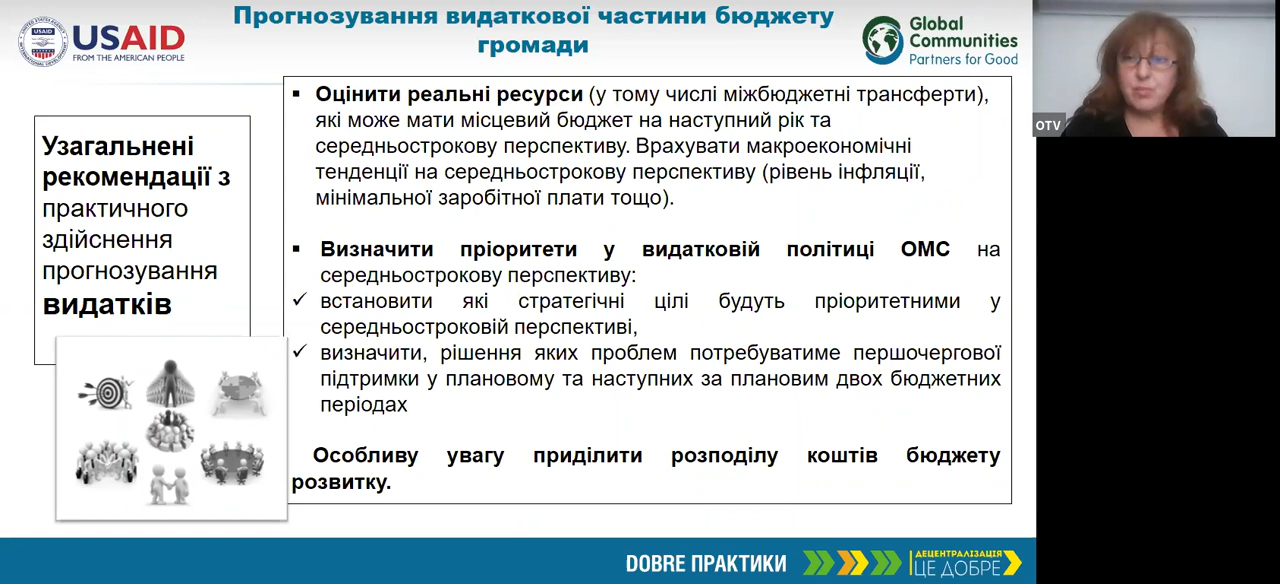 Прогнозування видаткової частини бюджету
громади
USAID
USAID
FROM THE AMERICAN PEOPLE
Global
Communities
Partners for Good
OTV
Узагальнені
рекомендації з
практичного
здійснення
прогнозування
видатків
▪ Оцінити реальні ресурси (у тому числі міжбюджетні трансферти),
які може мати місцевий бюджет на наступний рік та
середньострокову перспективу. Врахувати макроекономічні
тенденції на середньострокову перспективу (рівень інфляції,
мінімальної заробітної плати тощо).
▪ Визначити пріоритети у видатковій політиці ОМС на
середньострокову перспективу:
✓ встановити які стратегічні цілі будуть пріоритетними у
середньостроковій перспективі,
✓ визначити, рішення яких проблем потребуватиме першочергової
підтримки у плановому та наступних за плановим двох бюджетних
періодах
Особливу увагу приділити розподілу коштів бюджету
розвитку.
DOBRE ПРАКТИКИ
ДЕЦЕНТРАЛІЗАЦІЯ
ЦЕ ДОБРЕ